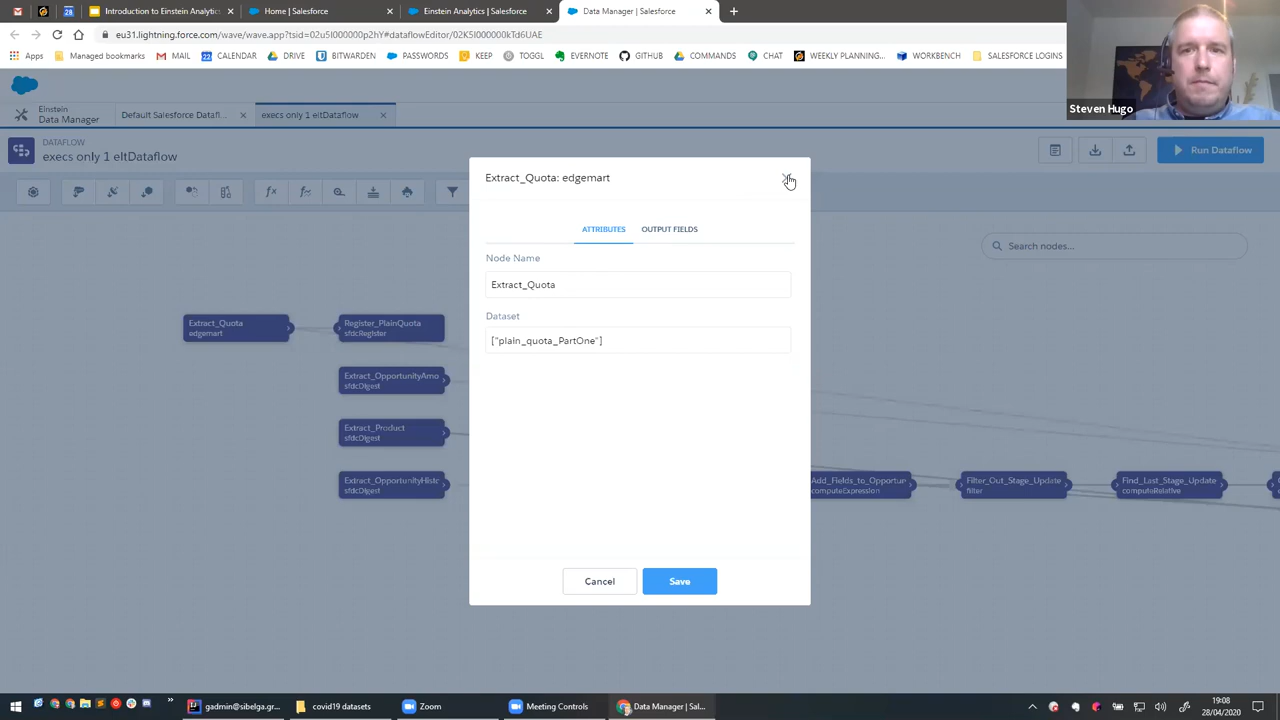 Introduction to Einstein Analytics
Home | Salesforce
Einstein Analytics | Salesforce
Data Manager | Salesforce
eu31.lightning.force.com/wave/wave.app?tsid=02u5I000000p2hY#dataflowEditor/02K5I000000kTd6UAE
Apps
Managed bookmarks
MAIL
CALENDAR
DRIVE
BITWARDEN
PASSWORDS
KEEP
TOGGL
EVERNOTE
GITHUB
COMMANDS
CHAT
WEEKLY PLANNING...
WORKBENCH
SALESFORCE LOGINS
Steven Hugo
Einstein
Data Manager
Default Salesforce Datafl...
execs only 1 eltDataflow
DATAFLOW
execs only 1 eltDataflow
Run Dataflow
Search nodes...
Extract_Quota: edgemart
ATTRIBUTES
OUTPUT FIELDS
Node Name
Extract_Quota
Dataset
["plain_quota_PartOne"]
Cancel
Save
Extract_Quota
edgemart
Register_PlainQuota
sfdcRegister
Extract_OpportunityAmo
sfdcDigest
Extract_Product
sfdcDigest
Extract_OpportunityHistc
sfdcDigest
Add_Fields_to_Opportur
computeExpression
Filter_Out_Stage_Update
filter
Find_Last_Stage_Update
computeRelative
gadmin@sibelga.gr...
covid19 datasets
Zoom
Meeting Controls
Data Manager | Sal...
19:08
28/04/2020